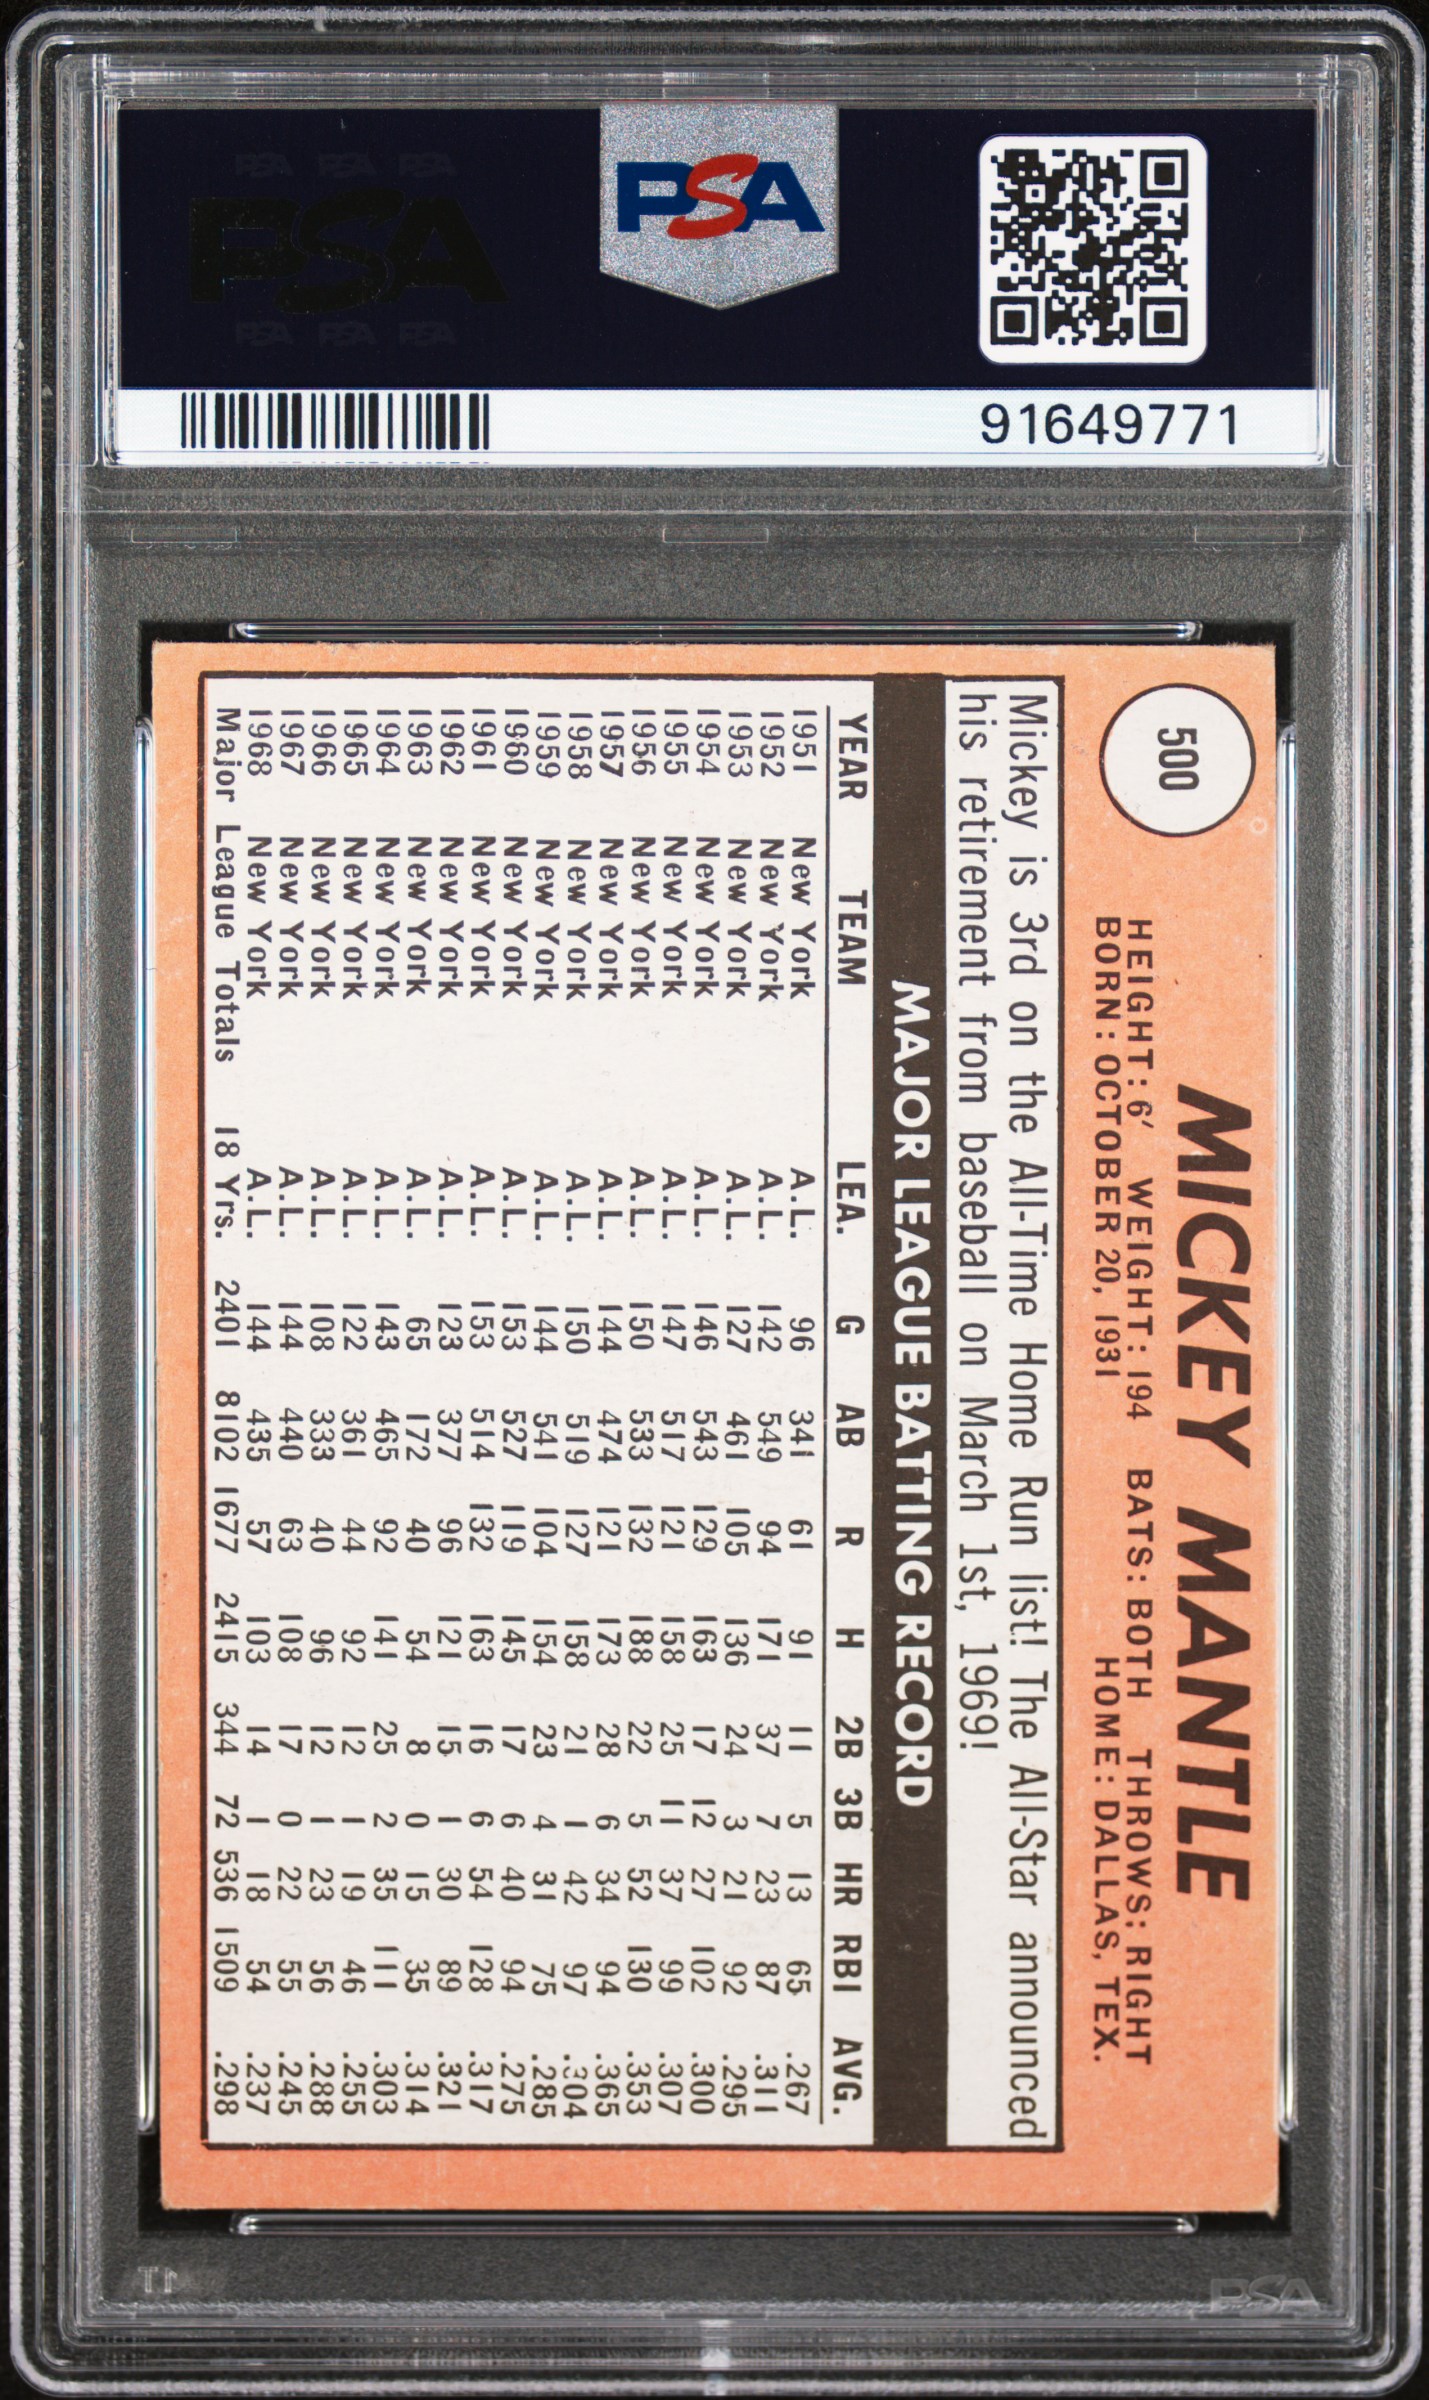 PSA PSA PSA
PSA
PSA PSA PSA
PSA
91649771
500
MICKEY MANTLE
HEIGHT: 6' WEIGHT: 194 BATS: BOTH THROWS: RIGHT
BORN: OCTOBER 20, 1931 HOME: DALLAS, TEX.
Mickey is 3rd on the All-Time Home Run list! The All-Star announced
his retirement from baseball on March 1st, 1969!
MAJOR LEAGUE BATTING RECORD
YEAR TEAM LEA. G AB R H 2B 3B HR RBI AVG.
1951 New York A.L. 96 341 61 91 11 5 13 65 .267
1952 New York A.L. 142 549 94 171 37 7 23 87 .311
1953 New York A.L. 127 461 105 136 24 3 21 92 .295
1954 New York A.L. 146 543 129 163 17 12 27 102 .300
1955 New York A.L. 147 517 121 158 25 11 37 99 .307
1956 New York A.L. 150 533 132 188 22 5 52 130 .353
1957 New York A.L. 144 474 121 173 28 6 34 94 .365
1958 New York A.L. 150 519 127 158 21 1 42 97 .304
1959 New York A.L. 144 541 104 154 23 4 31 75 .285
1960 New York A.L. 153 527 119 145 17 6 40 94 .275
1961 New York A.L. 153 514 132 163 16 6 54 128 .317
1962 New York A.L. 123 377 96 121 15 1 30 89 .321
1963 New York A.L. 65 172 40 54 8 0 15 35 .314
1964 New York A.L. 143 465 92 141 25 2 35 111 .303
1965 New York A.L. 122 361 44 92 12 1 19 46 .255
1966 New York A.L. 108 333 40 96 12 1 23 56 .288
1967 New York A.L. 144 440 63 108 17 0 22 55 .245
1968 New York A.L. 144 435 57 103 14 1 18 54 .237
Major League Totals 18 Yrs. 2401 8102 1677 2415 344 72 536 1509 .298
PSA